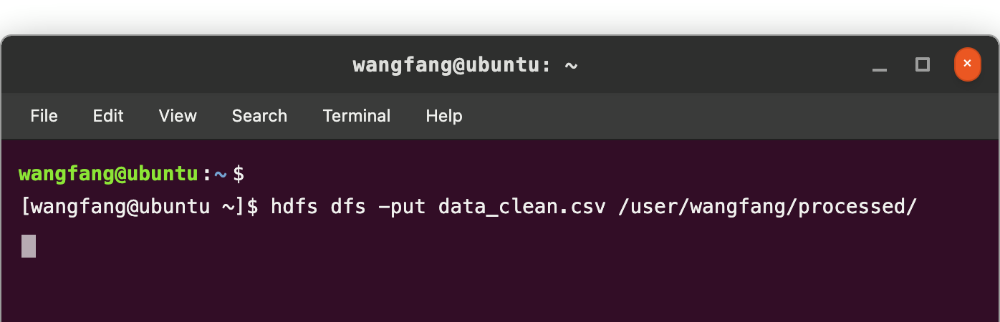 wangfang@ubuntu: ~
×
File Edit View Search Terminal Help
wangfang@ubuntu:~$
[wangfang@ubuntu ~]$ hdfs dfs -put data_clean.csv /user/wangfang/processed/